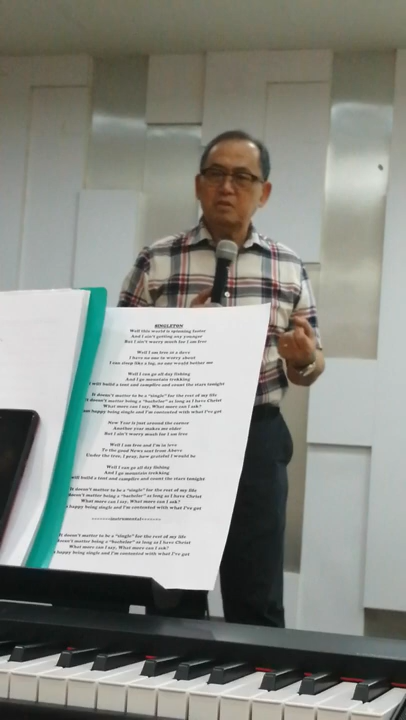 SINGLETON
Well this world is spinning faster
And I ain't getting any younger
But I ain't worry much for I am free
Well I am free as a dove
I have no one to worry about
I can sleep like a log, no one would bother me
Well I can go all day fishing
And I go mountain trekking
I will build a tent and campfire and count the stars tonight
It doesn't matter to be a "single" for the rest of my life
It doesn't matter being a "bachelor" as long as I have Christ
What more can I say, What more can I ask?
am happy being single and I'm contented with what I've got
New Year is just around the corner
Another year makes me older
But I ain't worry much for I am free
Well I am free and I'm in love
To the good News sent from Above
Under the tree, I pray, how grateful I would be
Well I can go all day fishing
And I go mountain trekking
will build a tent and campfire and count the stars tonight
It doesn't matter to be a "single" for the rest of my life
doesn't matter being a "bachelor" as long as I have Christ
What more can I say, What more can I ask?
happy being single and I'm contented with what I've got
======instrumental======
It doesn't matter to be a "single" for the rest of my life
doesn't matter being a "bachelor" as long as I have Christ
What more can I say, What more can I ask?
happy being single and I'm contented with what I've got